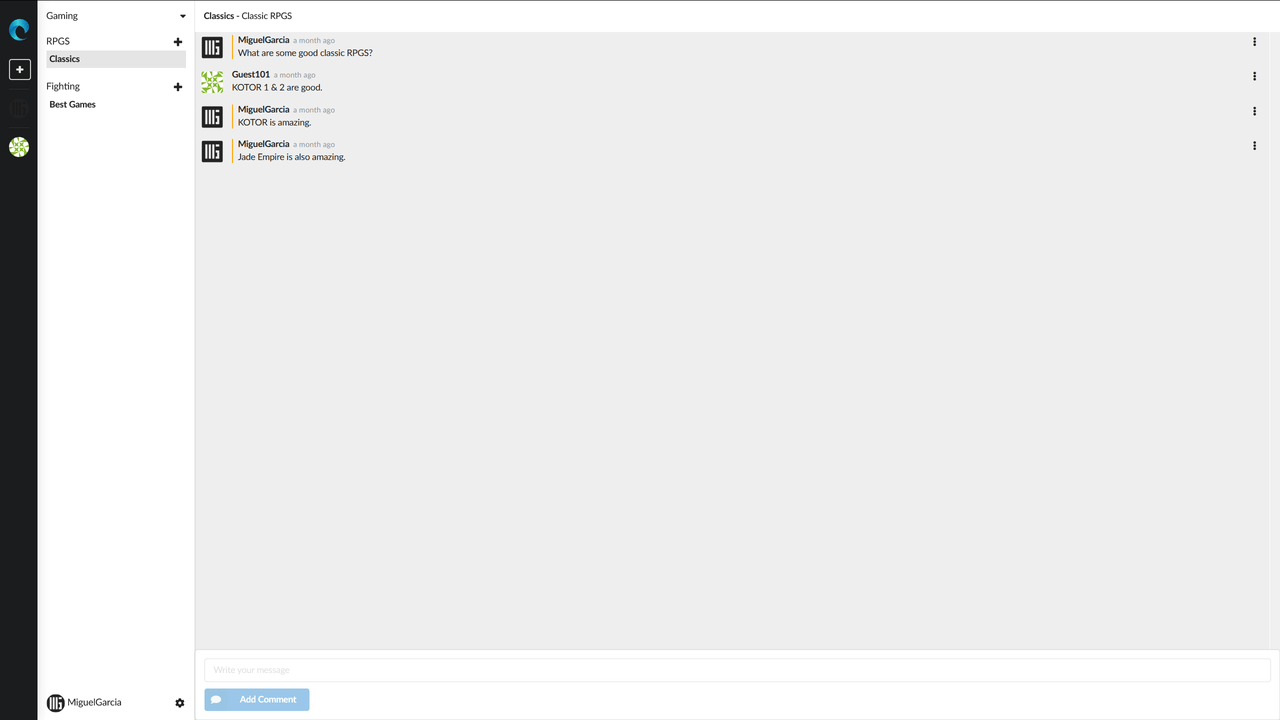 Gaming
RPGS
Classics
Fighting
Best Games
MiguelGarcia
Classics - Classic RPGS
MiguelGarcia a month ago
What are some good classic RPGS?
Guest101 a month ago
KOTOR 1 & 2 are good.
MiguelGarcia a month ago
KOTOR is amazing.
MiguelGarcia a month ago
Jade Empire is also amazing.
Write your message
Add Comment